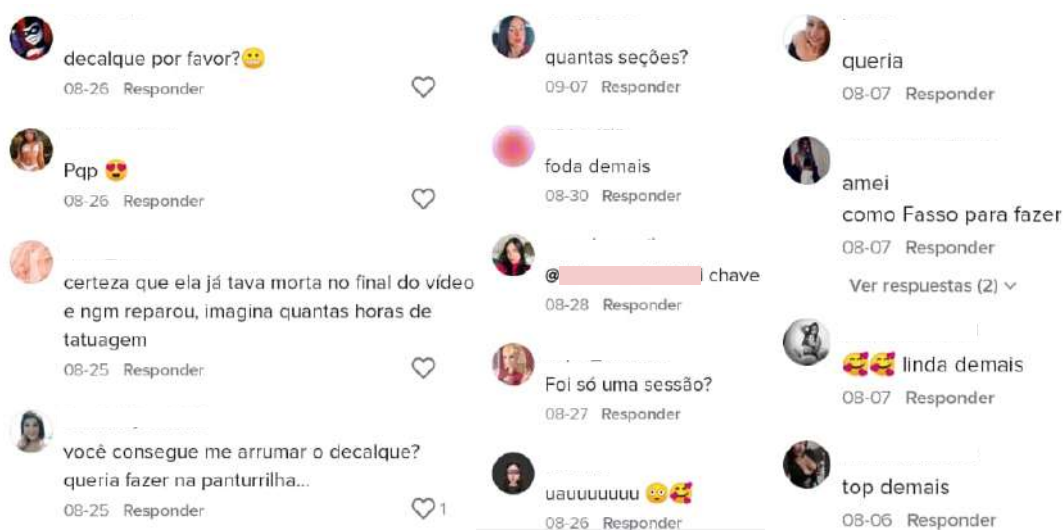 decalque por favor?😬
08-26 Responder
Pqp 😍
08-26 Responder
certeza que ela já tava morta no final do vídeo
e ngm reparou, imagina quantas horas de
tatuagem
08-25 Responder
você consegue me arrumar o decalque?
queria fazer na panturrilha...
08-25 Responder
1
quantas seções?
09-07 Responder
foda demais
08-30 Responder
@ i chave
08-28 Responder
Foi só uma sessão?
08-27 Responder
uauuuuuuu 😳🥰
08-26 Responder
queria
08-07 Responder
amei
como Fasso para fazer
08-07 Responder
Ver respuestas (2)
🥰🥰 linda demais
08-07 Responder
top demais
08-06 Responder